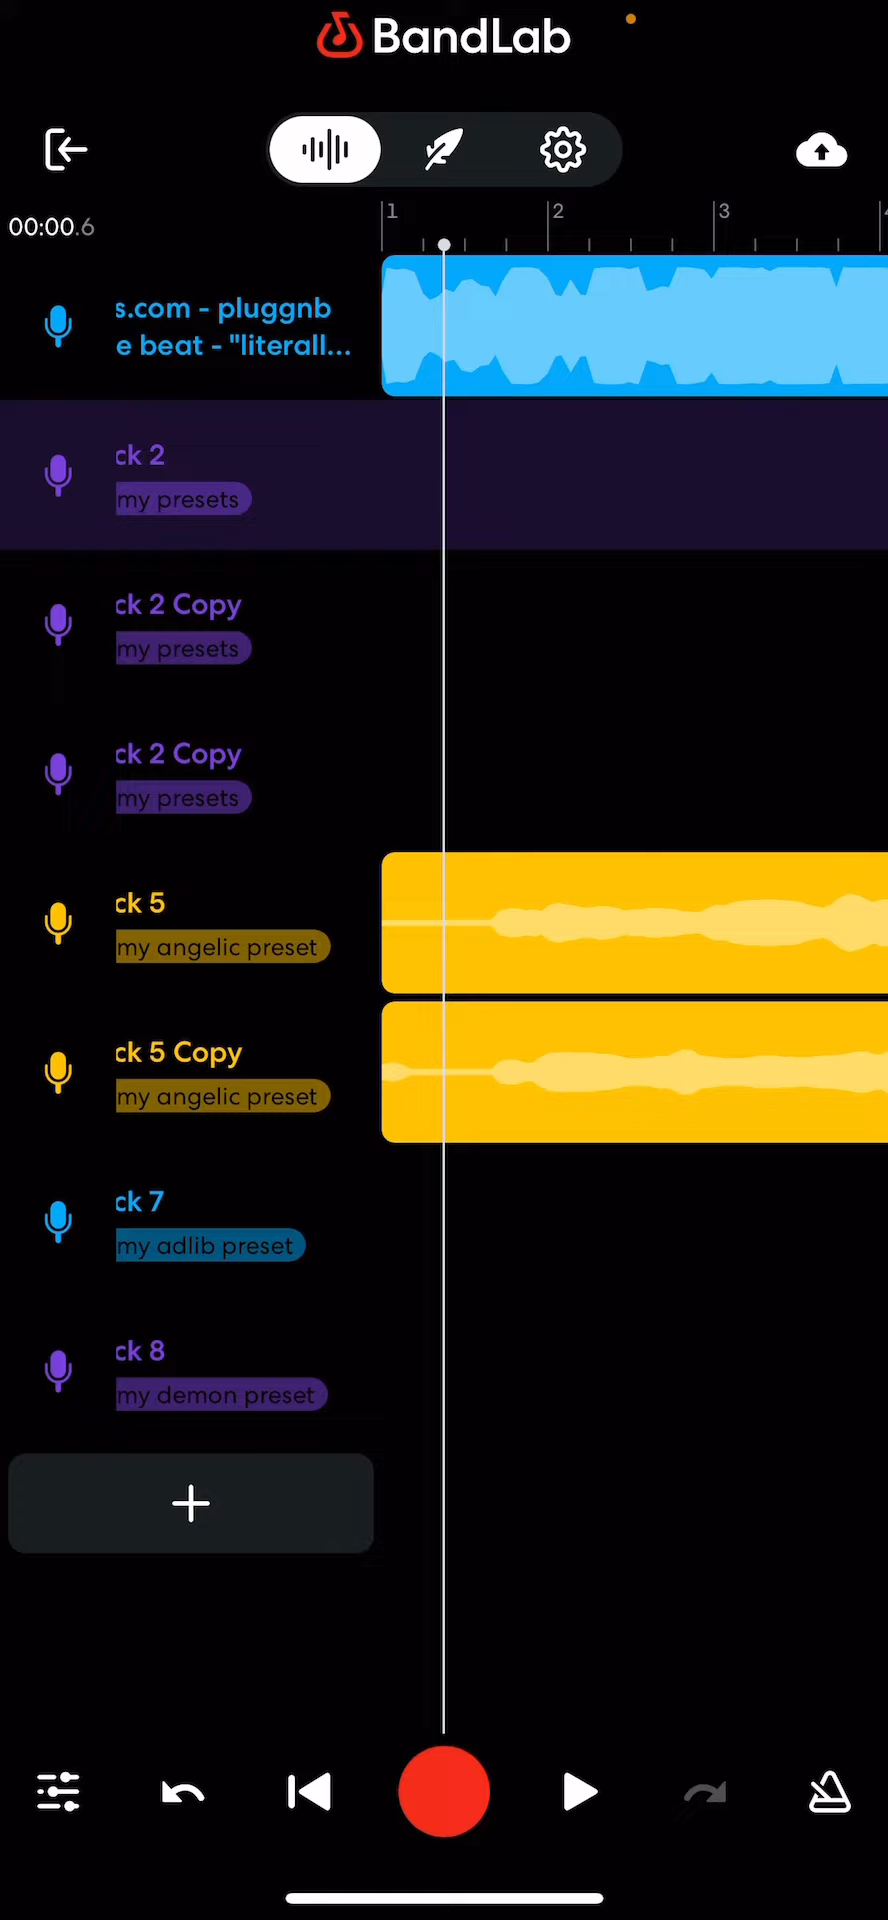 BandLab
00:00.6
1 2 3
s.com - pluggnb
e beat - "literall...
ck 2
my presets
ck 2 Copy
my presets
ck 2 Copy
my presets
ck 5
my angelic preset
ck 5 Copy
my angelic preset
ck 7
my adlib preset
ck 8
my demon preset